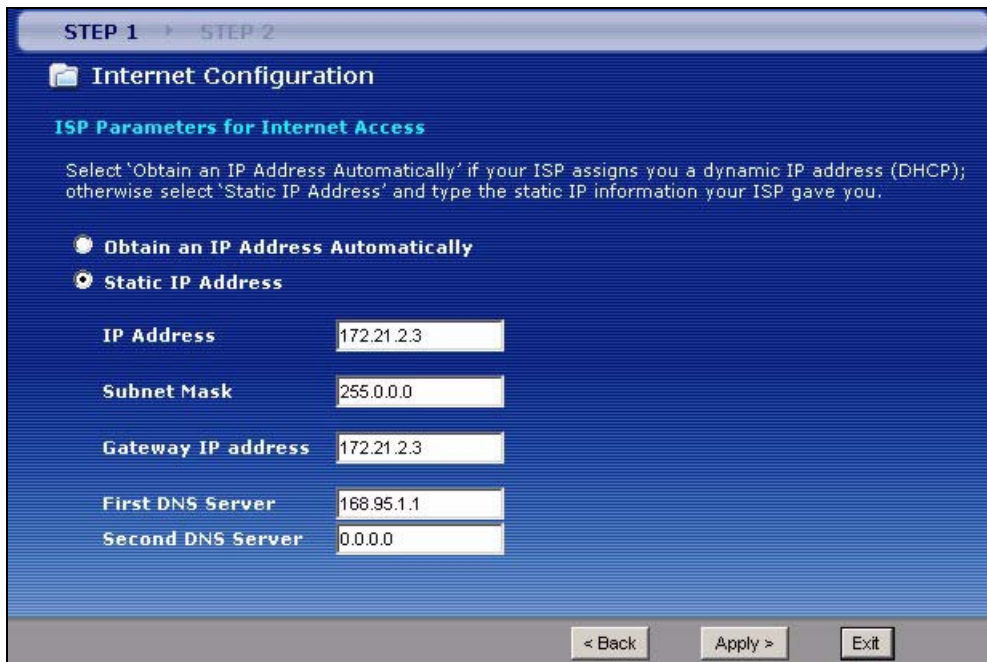 STEP 1 STEP 2
Internet Configuration
ISP Parameters for Internet Access
Select ‛Obtain an IP Address Automatically’ if your ISP assigns you a dynamic IP address (DHCP);
otherwise select ‛Static IP Address’ and type the static IP information your ISP gave you.
Obtain an IP Address Automatically
Static IP Address
IP Address 172.21.2.3
Subnet Mask 255.0.0.0
Gateway IP address 172.21.2.3
First DNS Server 168.95.1.1
Second DNS Server 0.0.0.0
< Back Apply > Exit